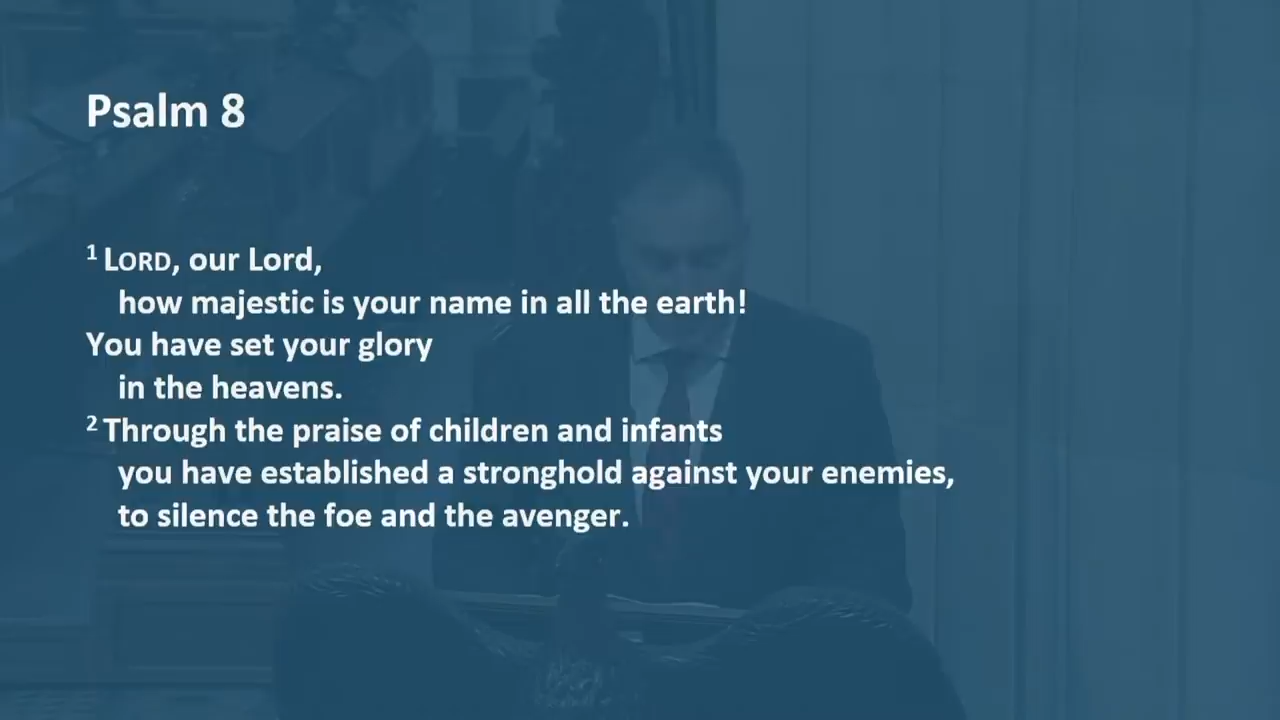 Psalm 8
1 LORD, our Lord,
how majestic is your name in all the earth!
You have set your glory
in the heavens.
2 Through the praise of children and infants
you have established a stronghold against your enemies,
to silence the foe and the avenger.